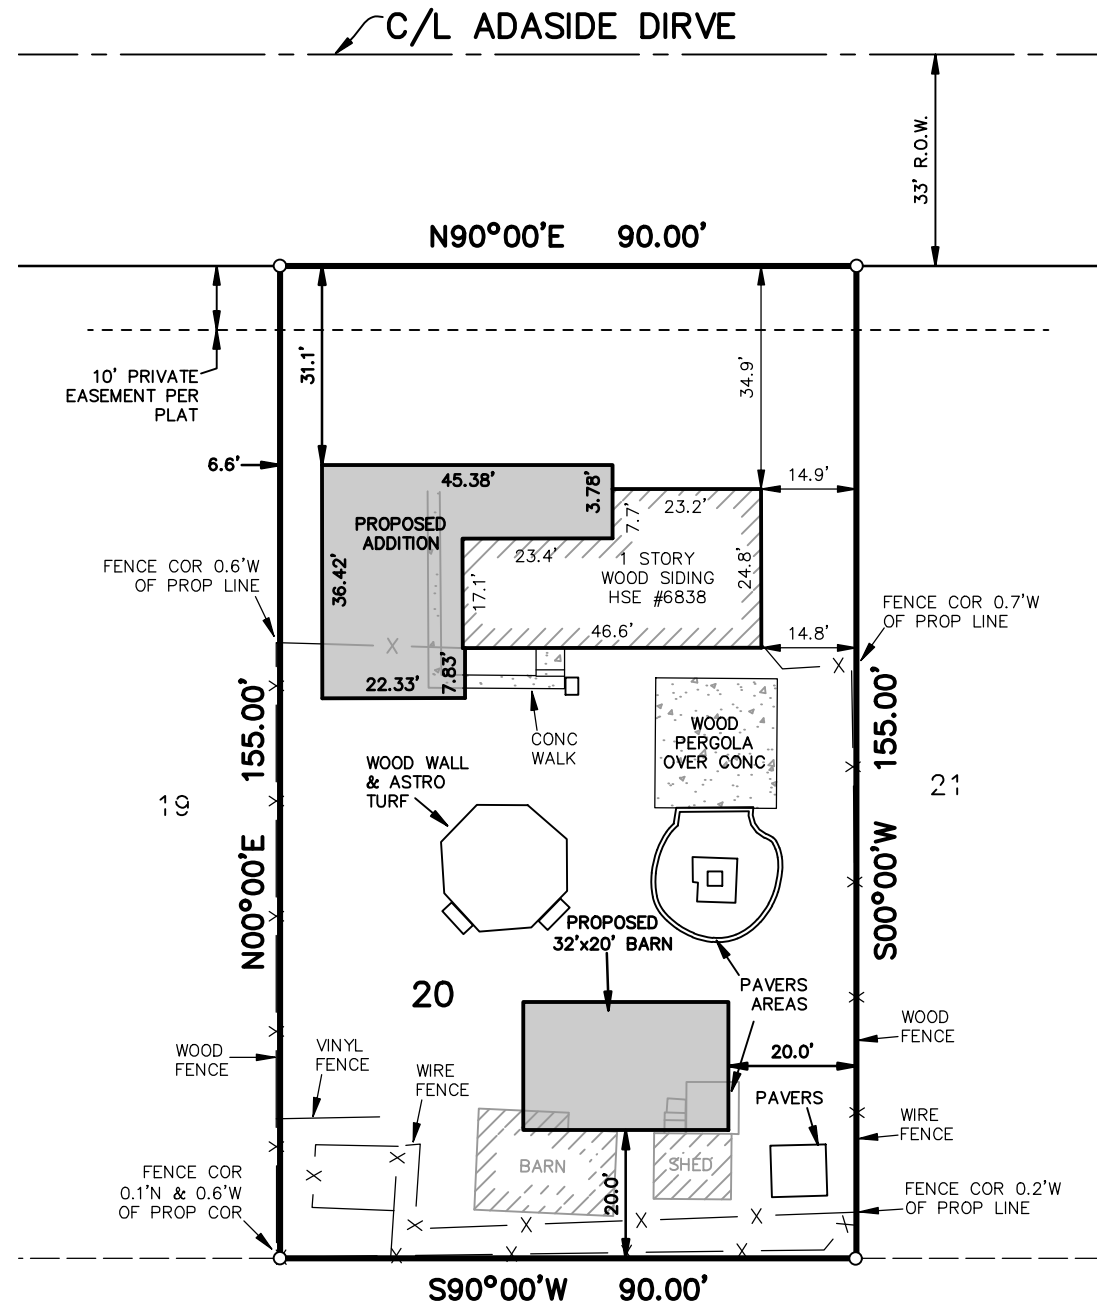 C/L ADASIDE DIRVE
33' R.O.W.
N90°00'E 90.00'
10' PRIVATE
EASEMENT PER
PLAT
31.1'
34.9'
6.6'
45.38'
3.78'
14.9'
23.2'
7.7'
PROPOSED
ADDITION
23.4'
1 STORY
WOOD SIDING
HSE #6838
24.8'
36.42'
17.1'
46.6'
14.8'
FENCE COR 0.6'W
OF PROP LINE
FENCE COR 0.7'W
OF PROP LINE
X
X
22.33'
7.83'
N00°00'E 155.00'
S00°00'W 155.00'
CONC
WALK
WOOD
PERGOLA
OVER CONC
WOOD WALL
& ASTRO
TURF
19
21
PROPOSED
32'x20' BARN
20
PAVERS
AREAS
WOOD
FENCE
VINYL
FENCE
WIRE
FENCE
20.0'
WOOD
FENCE
PAVERS
WIRE
FENCE
BARN
SHED
20.0'
FENCE COR
0.1'N & 0.6'W
OF PROP COR
FENCE COR 0.2'W
OF PROP LINE
S90°00'W 90.00'